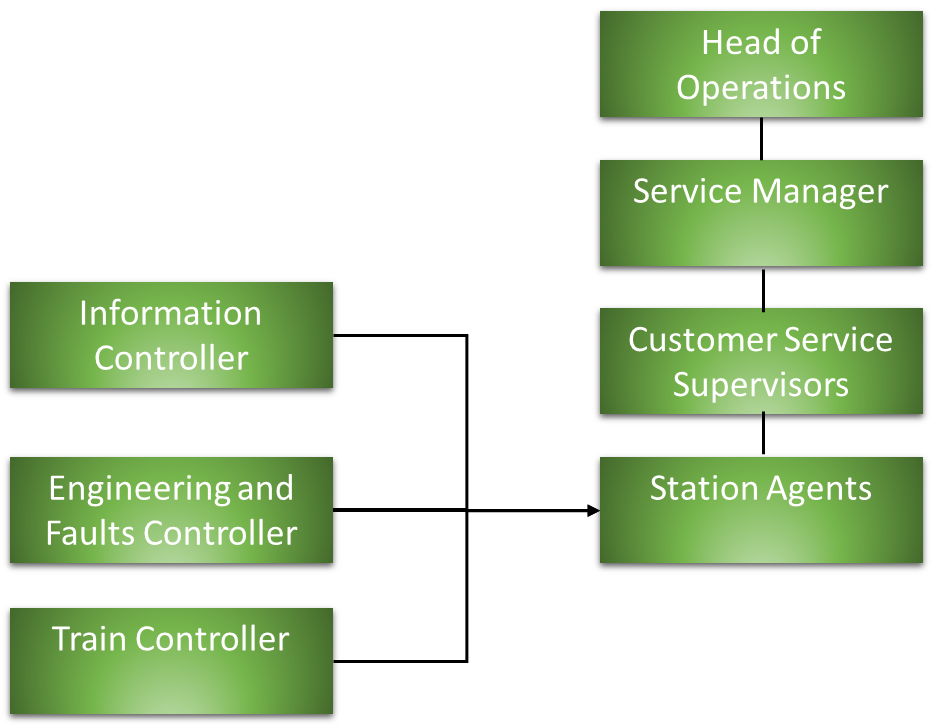 Head of
Operations
Service Manager
Information
Controller
Customer Service
Supervisors
Engineering and
Faults Controller
Station Agents
Train Controller